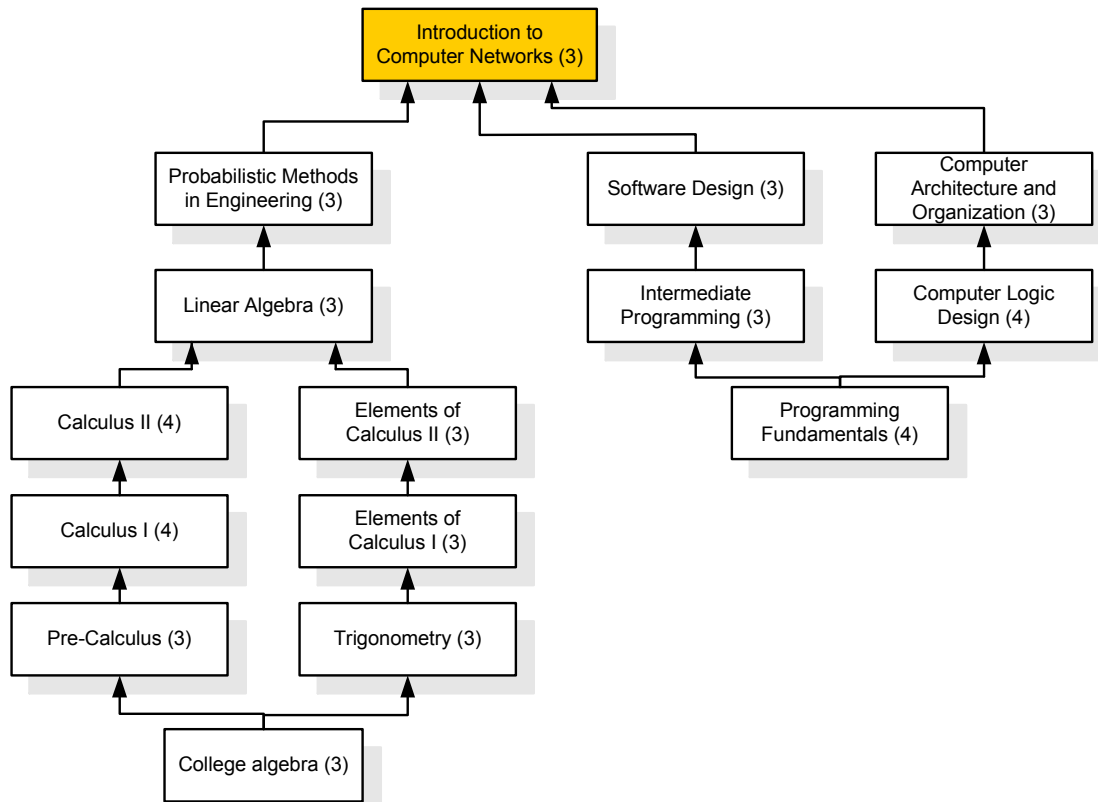 Introduction to
Computer Networks (3)
Probabilistic Methods
in Engineering (3)
Software Design (3)
Computer
Architecture and
Organization (3)
Linear Algebra (3)
Intermediate
Programming (3)
Computer Logic
Design (4)
Calculus II (4)
Elements of
Calculus II (3)
Programming
Fundamentals (4)
Calculus I (4)
Elements of
Calculus I (3)
Pre-Calculus (3)
Trigonometry (3)
College algebra (3)